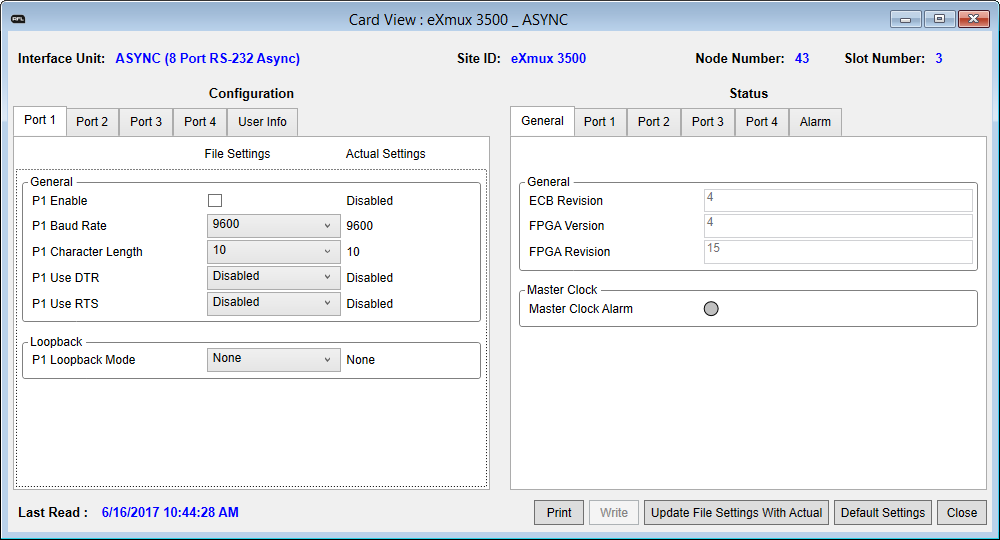 RFL
Card View : eXmux 3500 _ ASYNC
Interface Unit: ASYNC (8 Port RS-232 Async) Site ID: eXmux 3500 Node Number: 43 Slot Number: 3
Configuration
Port 1 Port 2 Port 3 Port 4 User Info
File Settings Actual Settings
General
P1 Enable Disabled
P1 Baud Rate 9600 9600
P1 Character Length 10 10
P1 Use DTR Disabled Disabled
P1 Use RTS Disabled Disabled
Loopback
P1 Loopback Mode None None
Status
General Port 1 Port 2 Port 3 Port 4 Alarm
General
ECB Revision 4
FPGA Version 4
FPGA Revision 15
Master Clock
Master Clock Alarm
Last Read : 6/16/2017 10:44:28 AM
Print Write Update File Settings With Actual Default Settings Close